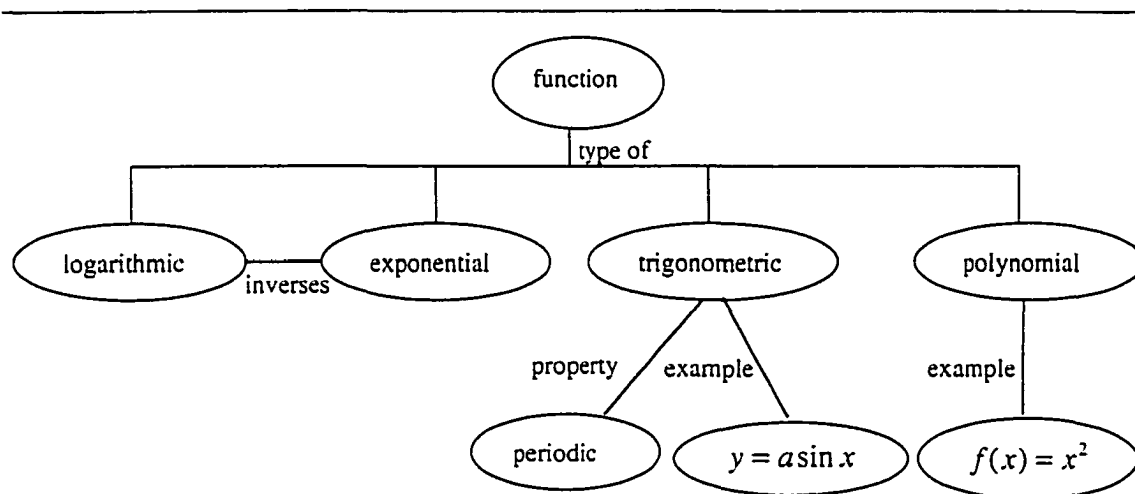 function
type of
logarithmic
exponential
trigonometric
polynomial
inverses
property
example
example
periodic
y = a sin x
f(x) = x²